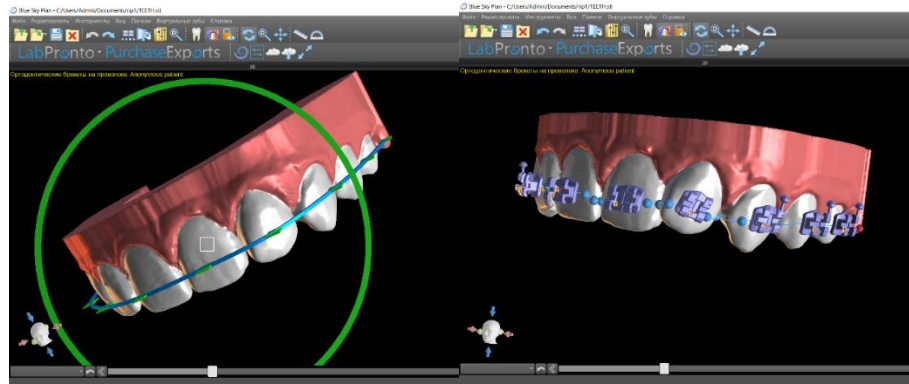 Blue Sky Plan - C:/Users/Admin/Documents/np1/TEETH.stl
Файл Редактировать Инструменты Вид Панели Виртуальные зубы Справка
LabPronto · PurchaseExports
Ортодонтические брекеты на проволоке. Anonymous patient
Blue Sky Plan - C:/Users/Admin/Documents/np1/TEETH.stl
Файл Редактировать Инструменты Вид Панели Виртуальные зубы Справка
LabPronto · PurchaseExports
Ортодонтические брекеты на проволоке. Anonymous patient